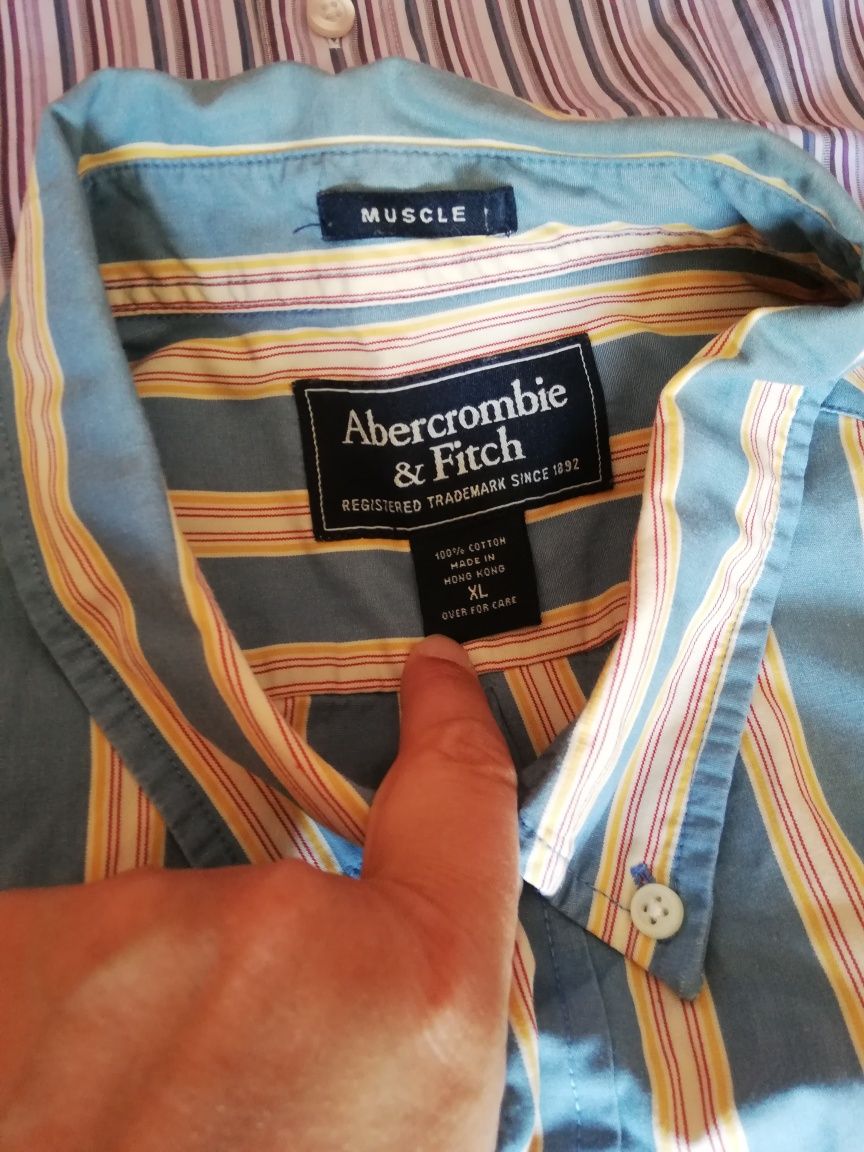 MUSCLE
Abercrombie
& Fitch
REGISTERED TRADEMARK SINCE 1892
100% COTTON
MADE IN
HONG KONG
XL
OVER FOR CARE